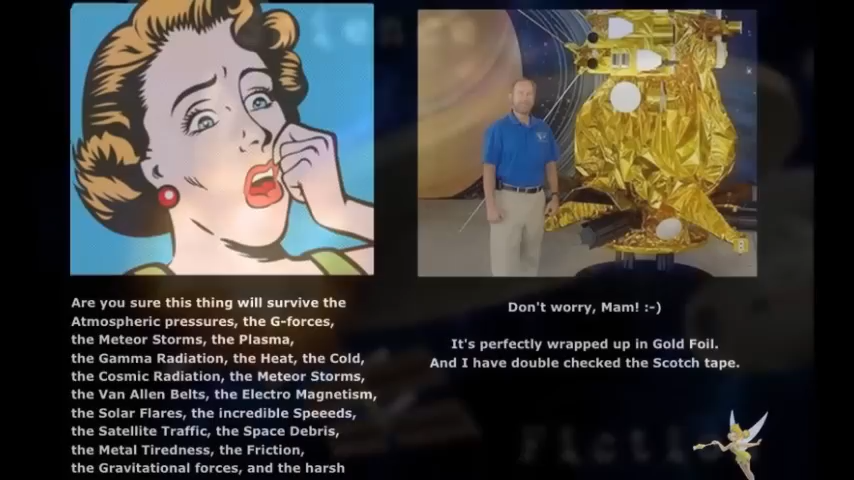 Are you sure this thing will survive the
Atmospheric pressures, the G-forces,
the Meteor Storms, the Plasma,
the Gamma Radiation, the Heat, the Cold,
the Cosmic Radiation, the Meteor Storms,
the Van Allen Belts, the Electro Magnetism,
the Solar Flares, the incredible Speeeds,
the Satellite Traffic, the Space Debris,
the Metal Tiredness, the Friction,
the Gravitational forces, and the harsh
Don't worry, Mam! :-)
It's perfectly wrapped up in Gold Foil.
And I have double checked the Scotch tape.